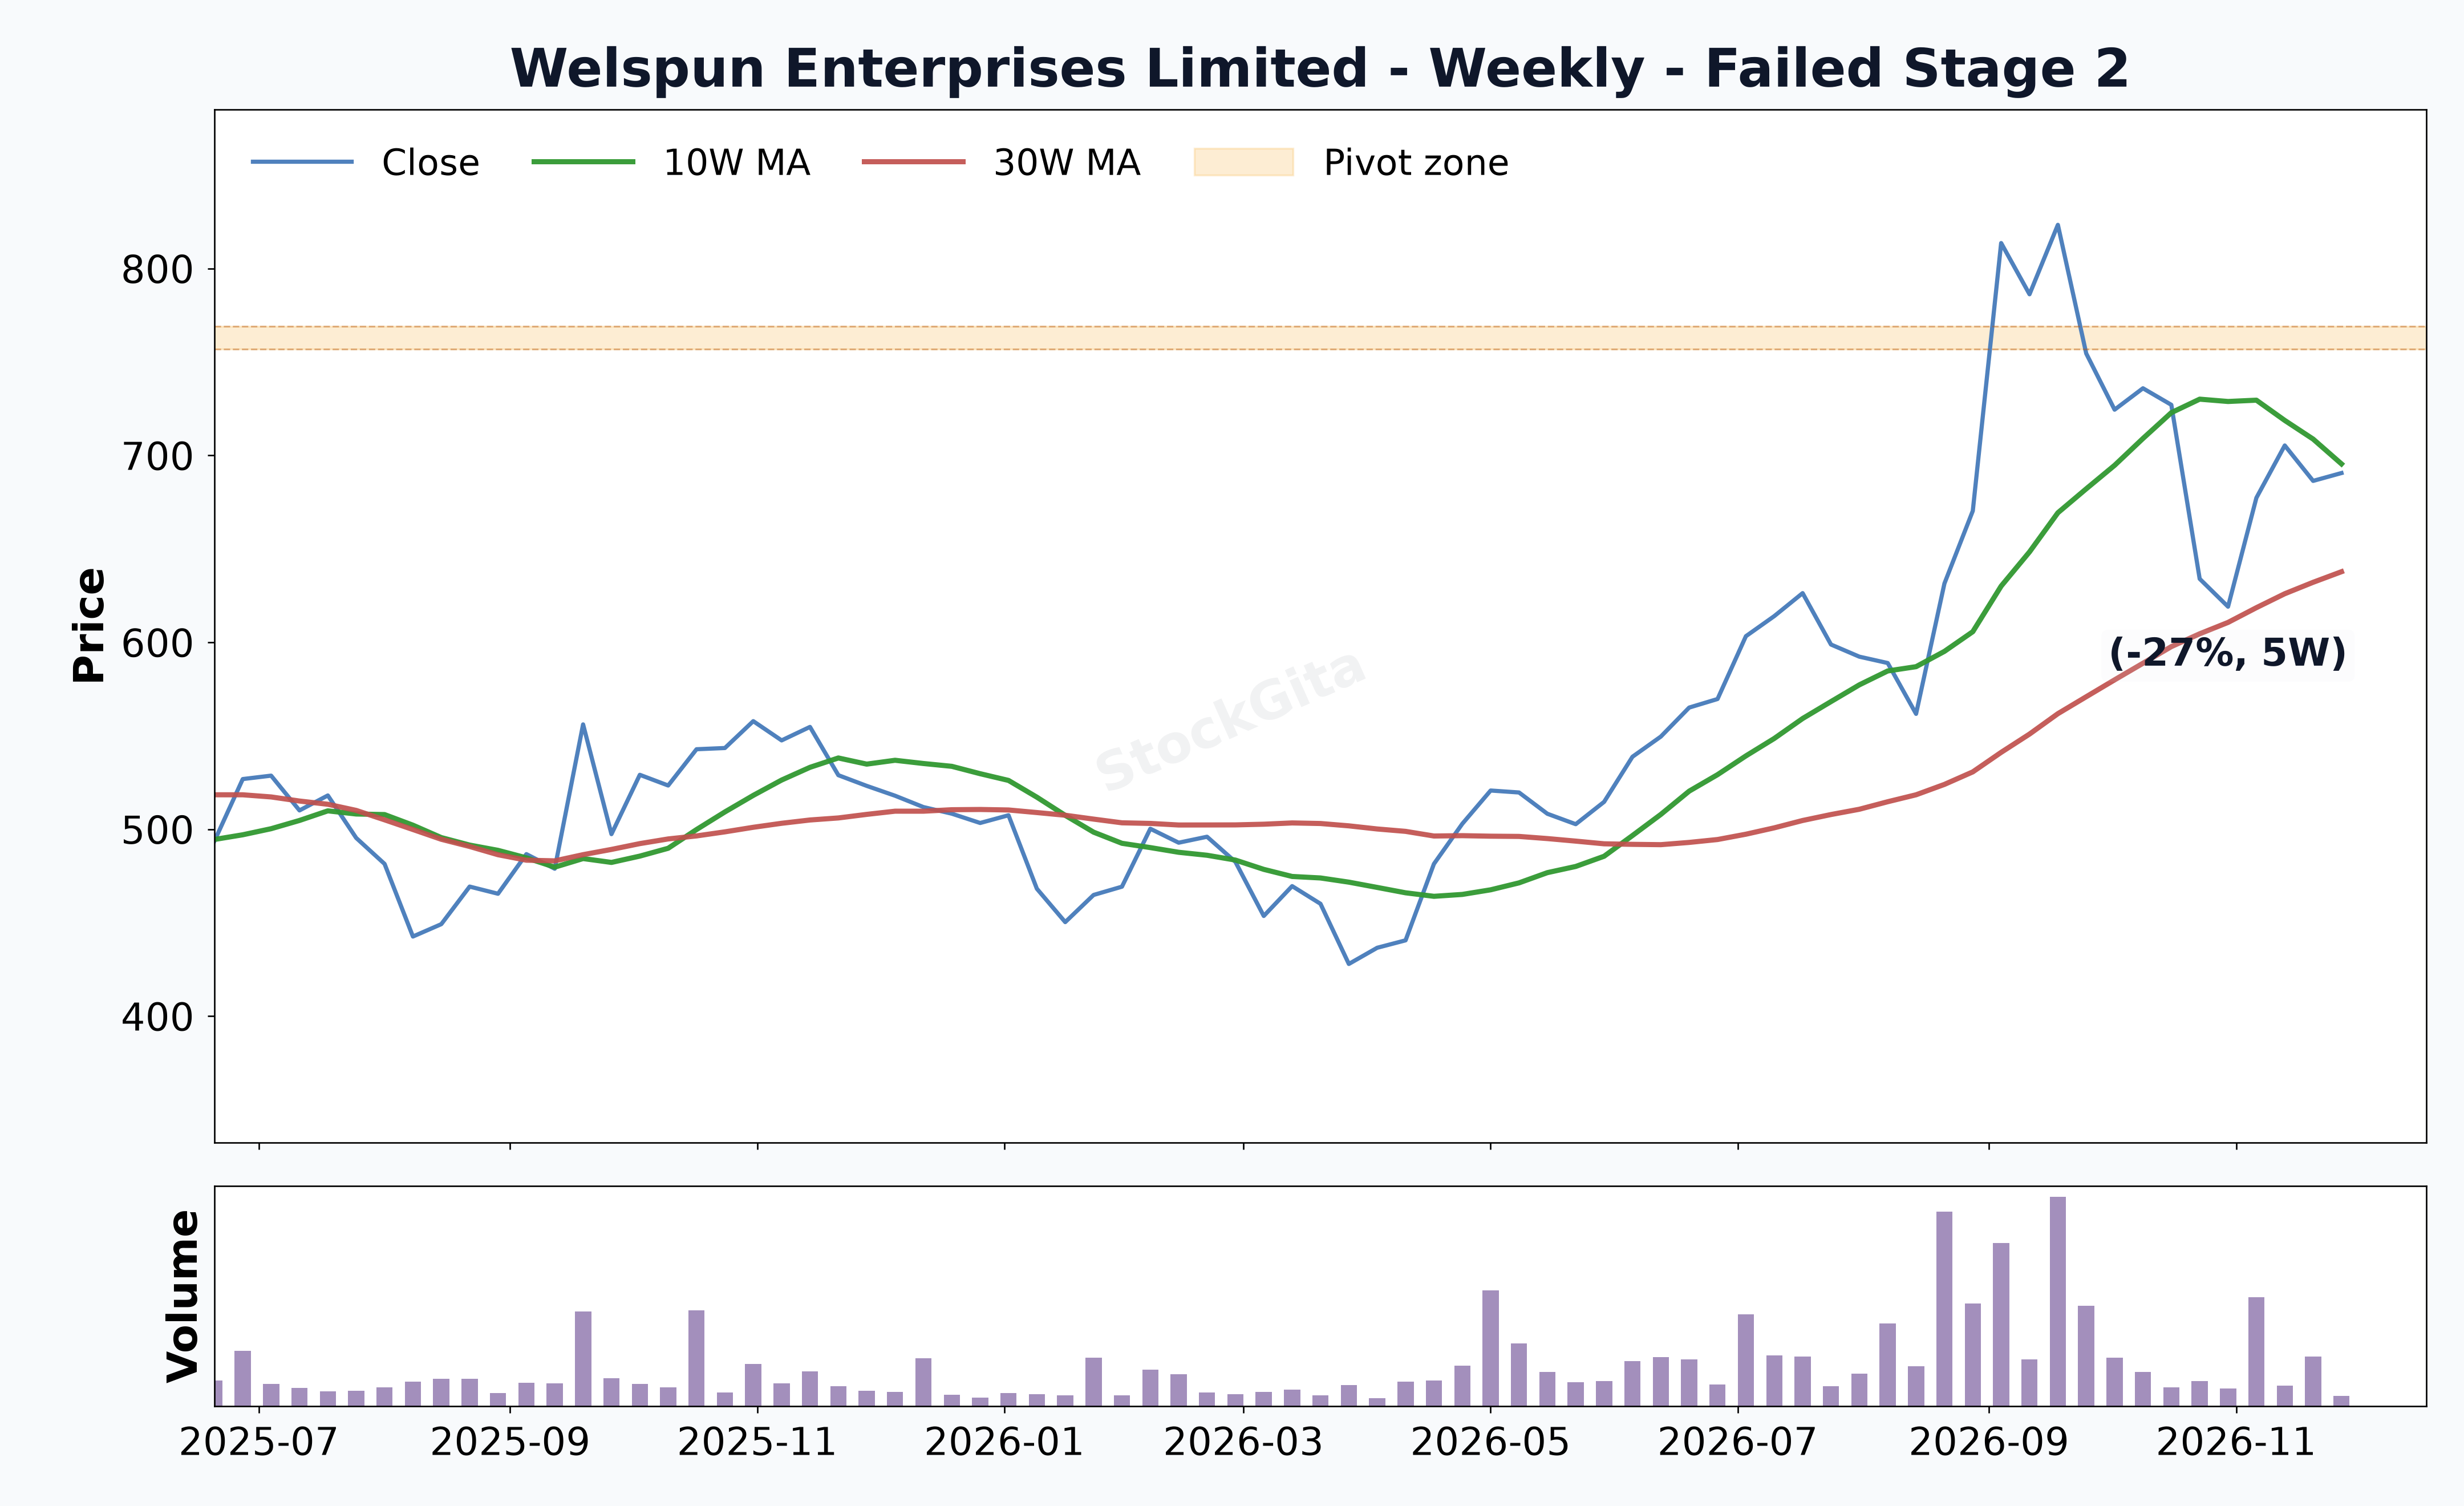 Welspun Enterprises Limited - Weekly - Failed Stage 2
Close 10W MA 30W MA Pivot zone
800
700
600
500
400
Price
StockGita
(-27%, 5W)
Volume
2025-07 2025-09 2025-11 2026-01 2026-03 2026-05 2026-07 2026-09 2026-11